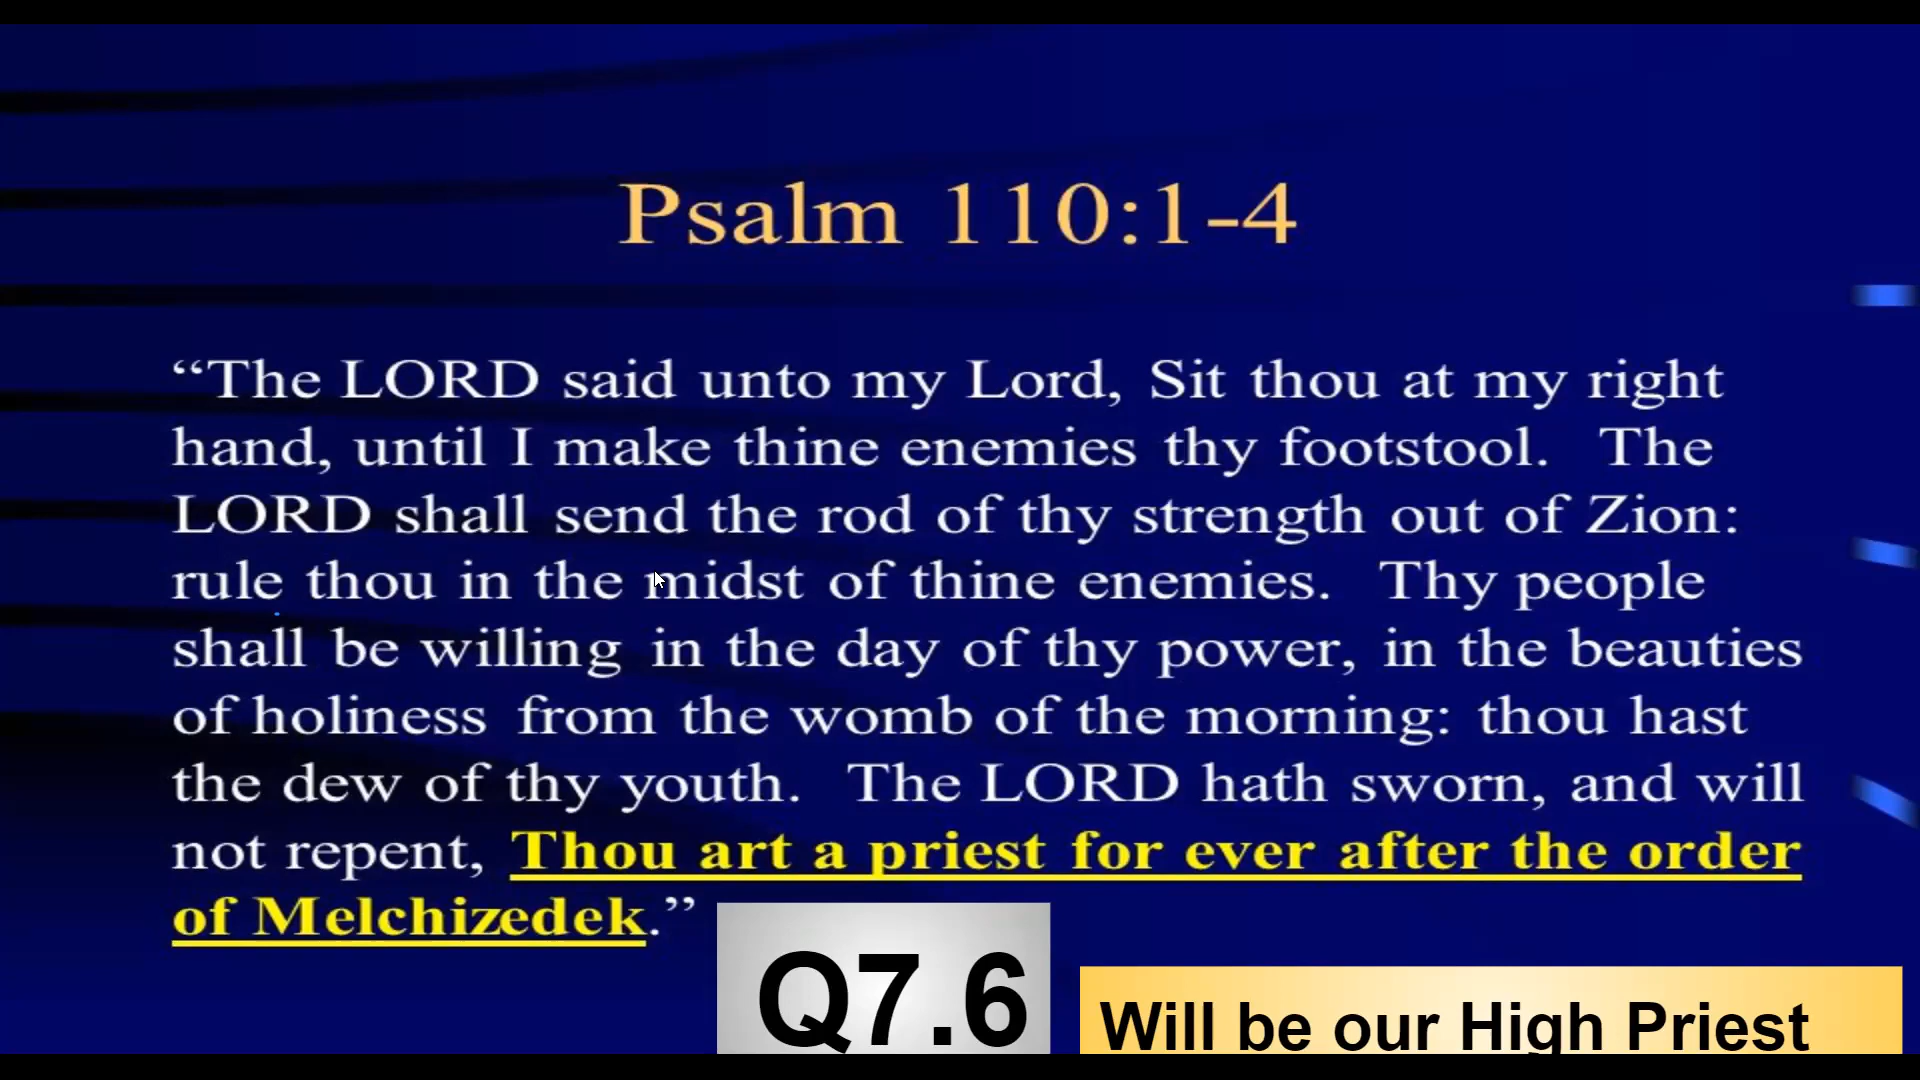 Psalm 110:1-4
“The LORD said unto my Lord, Sit thou at my right
hand, until I make thine enemies thy footstool. The
LORD shall send the rod of thy strength out of Zion:
rule thou in the midst of thine enemies. Thy people
shall be willing in the day of thy power, in the beauties
of holiness from the womb of the morning: thou hast
the dew of thy youth. The LORD hath sworn, and will
not repent, Thou art a priest for ever after the order
of Melchizedek.”
Q7.6
Will be our High Priest